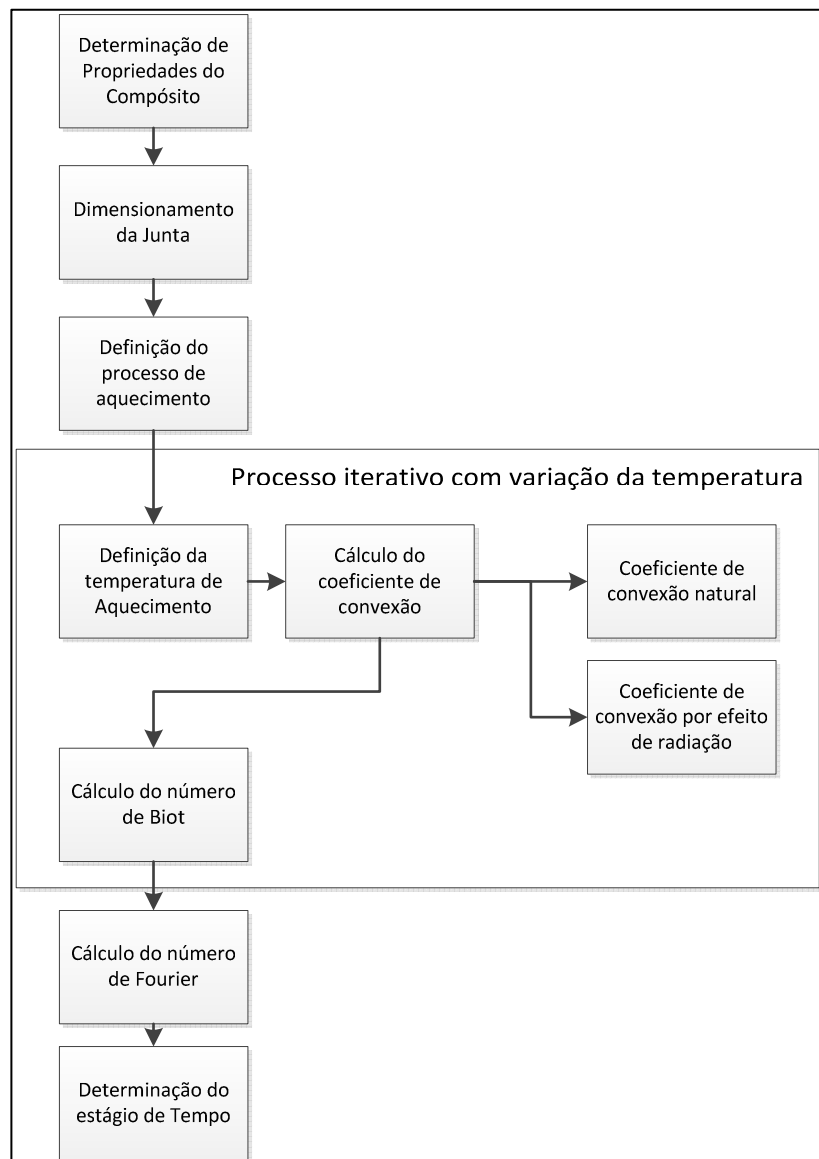 Determinação de
Propriedades do
Compósito
Dimensionamento
da Junta
Definição do
processo de
aquecimento
Processo iterativo com variação da temperatura
Definição da
temperatura de
Aquecimento
Cálculo do
coeficiente de
convexão
Coeficiente de
convexão natural
Coeficiente de
convexão por efeito
de radiação
Cálculo do número
de Biot
Cálculo do número
de Fourier
Determinação do
estágio de Tempo